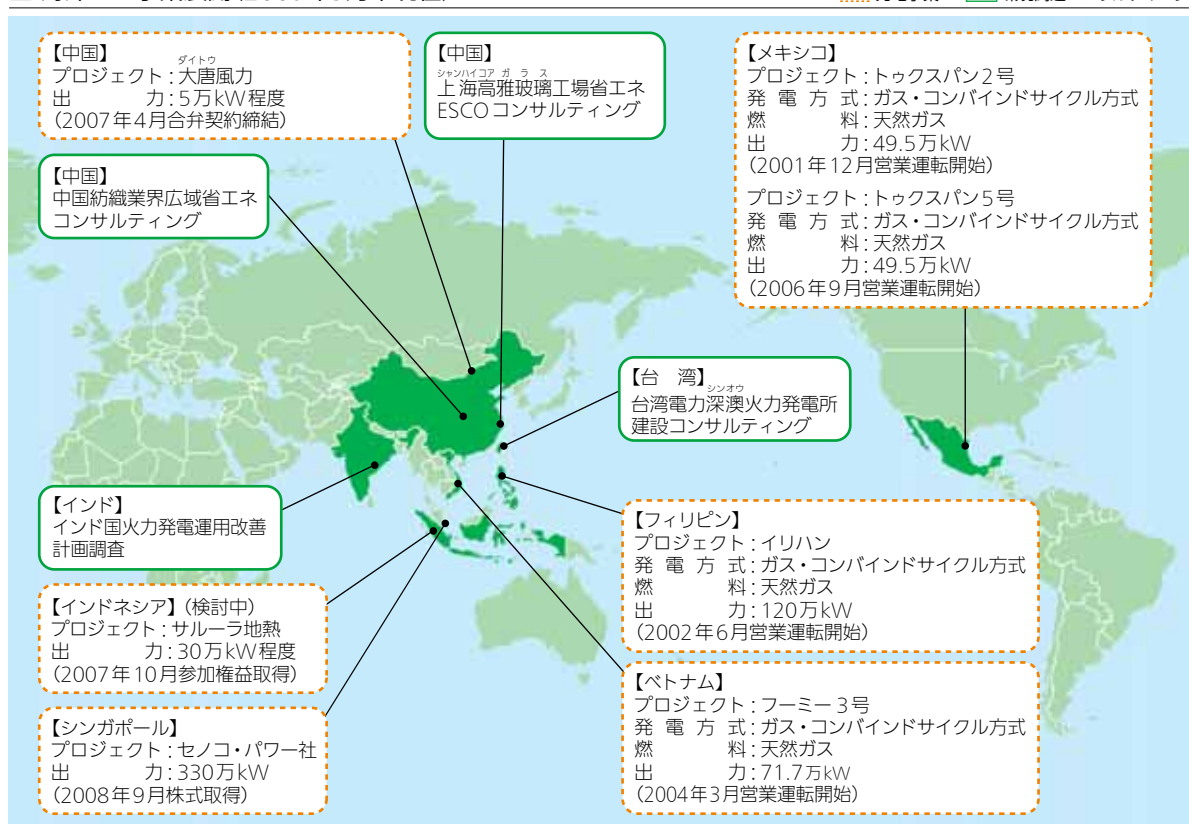 【中国】
ダイトウ
プロジェクト:大唐風力
出　　　力:5万kW程度
(2007年4月合弁契約締結)
【中国】
シャンハイコア ガ ラ ス
上海高雅玻璃工場省エネ
ESCOコンサルティング
【中国】
中国紡織業界広域省エネ
コンサルティング
【メキシコ】
プロジェクト:トゥクスパン2号
発電方式:ガス・コンバインドサイクル方式
燃　　　料:天然ガス
出　　　力:49.5万kW
(2001年12月営業運転開始)
プロジェクト:トゥクスパン5号
発電方式:ガス・コンバインドサイクル方式
燃　　　料:天然ガス
出　　　力:49.5万kW
(2006年9月営業運転開始)
【台　湾】
シンオウ
台湾電力深澳火力発電所
建設コンサルティング
【インド】
インド国火力発電運用改善
計画調査
【フィリピン】
プロジェクト:イリハン
発電方式:ガス・コンバインドサイクル方式
燃　　　料:天然ガス
出　　　力:120万kW
(2002年6月営業運転開始)
【インドネシア】(検討中)
プロジェクト:サルーラ地熱
出　　　力:30万kW程度
(2007年10月参加権益取得)
【ベトナム】
プロジェクト:フーミー3号
発電方式:ガス・コンバインドサイクル方式
燃　　　料:天然ガス
出　　　力:71.7万kW
(2004年3月営業運転開始)
【シンガポール】
プロジェクト:セノコ・パワー社
出　　　力:330万kW
(2008年9月株式取得)